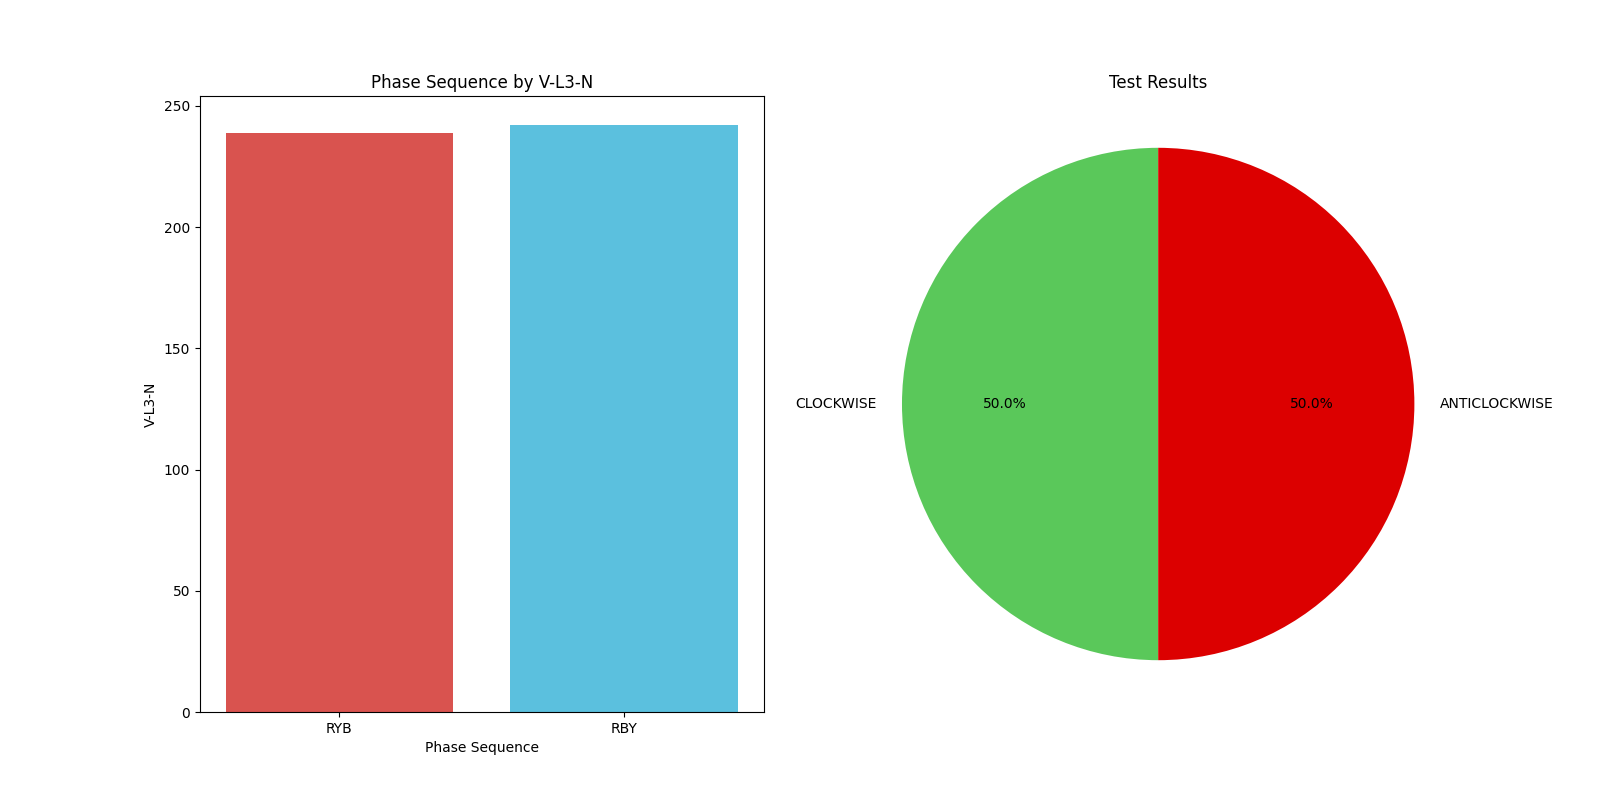 Phase Sequence by V-L3-N
250
200
150
100
50
0
V-L3-N
RYB
RBY
Phase Sequence
Test Results
CLOCKWISE
50.0%
50.0%
ANTICLOCKWISE